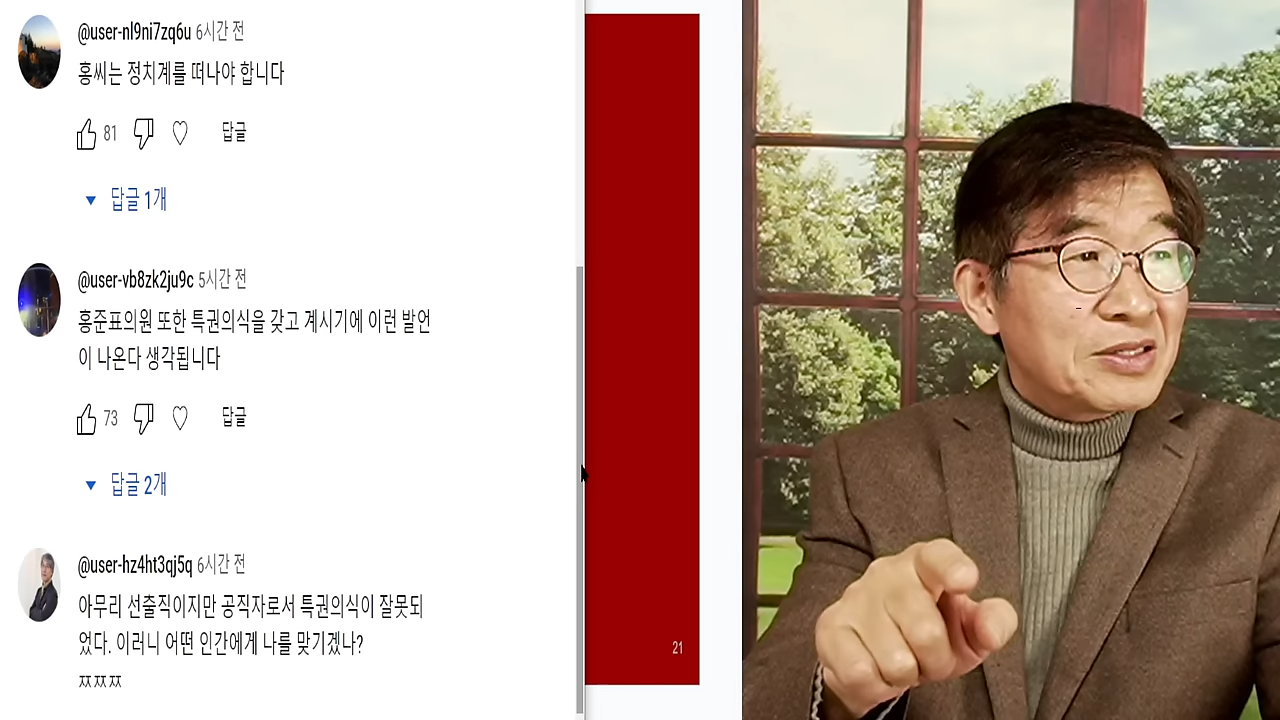 @user-nl9ni7zq6u 6시간 전
홍씨는 정치계를 떠나야 합니다
81 답글
답글 1개
@user-vb8zk2ju9c 5시간 전
홍준표의원 또한 특권의식을 갖고 계시기에 이런 발언
이 나온다 생각됩니다
73 답글
답글 2개
@user-hz4ht3qj5q 6시간 전
아무리 선출직이지만 공직자로서 특권의식이 잘못되
었다. 이러니 어떤 인간에게 나를 맞기겠나?
ㅉㅉㅉ
21